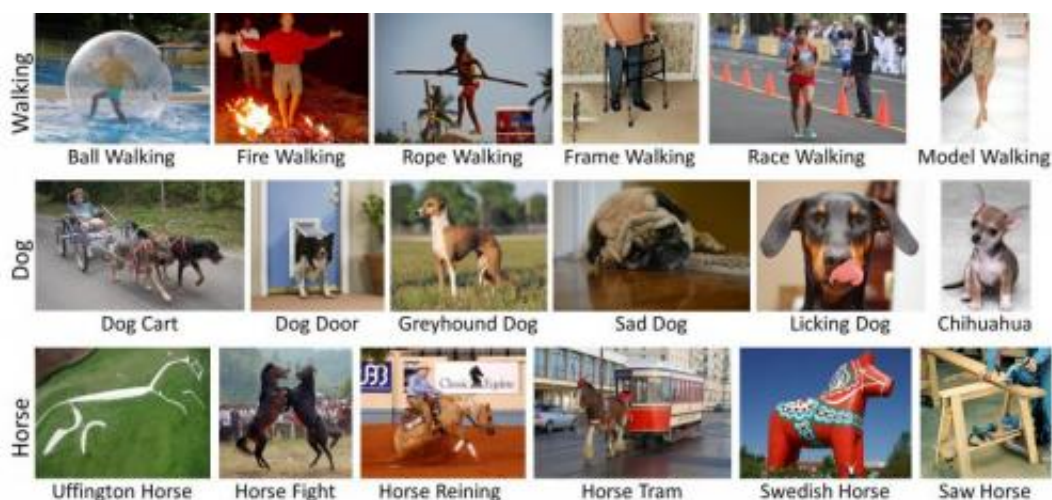 Walking
Ball Walking
Fire Walking
Rope Walking
Frame Walking
Race Walking
Model Walking
Dog
Dog Cart
Dog Door
Greyhound Dog
Sad Dog
Licking Dog
Chihuahua
Horse
Classic Equine
Uffington Horse
Horse Fight
Horse Reining
Horse Tram
Swedish Horse
Saw Horse